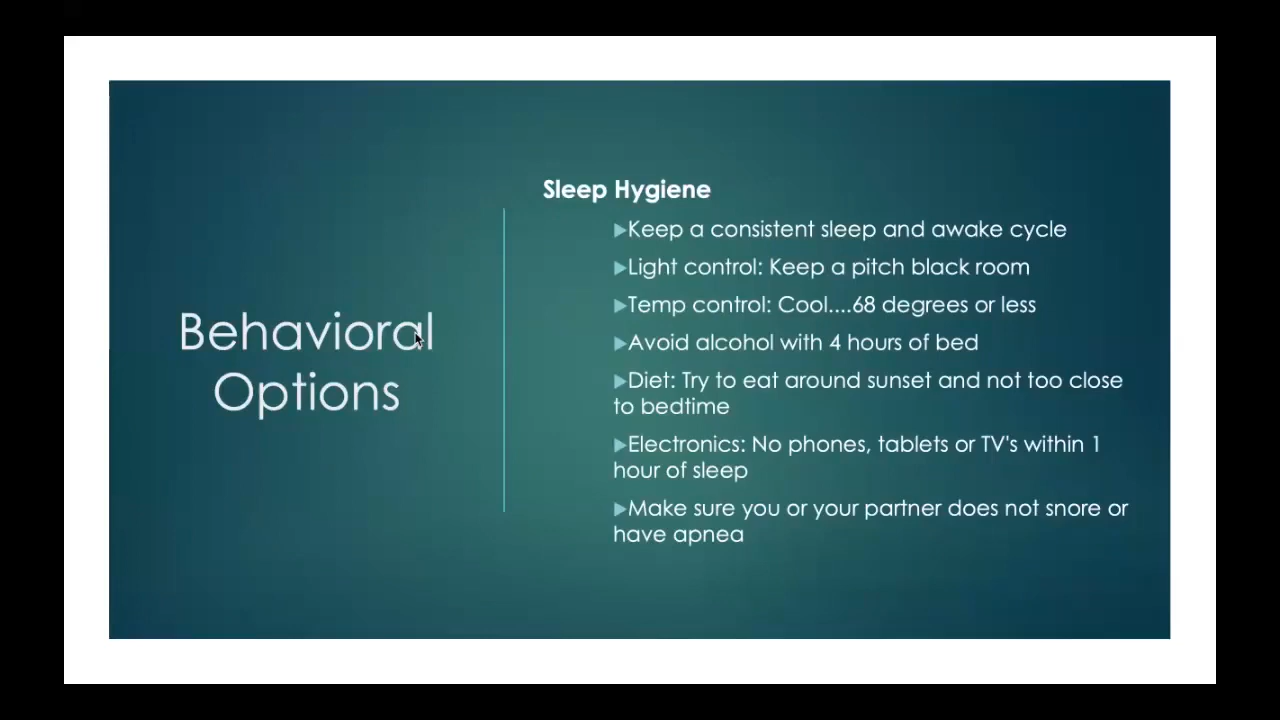 Behavioral
Options
Sleep Hygiene
▶Keep a consistent sleep and awake cycle
▶Light control: Keep a pitch black room
▶Temp control: Cool....68 degrees or less
▶Avoid alcohol with 4 hours of bed
▶Diet: Try to eat around sunset and not too close
to bedtime
▶Electronics: No phones, tablets or TV's within 1
hour of sleep
▶Make sure you or your partner does not snore or
have apnea